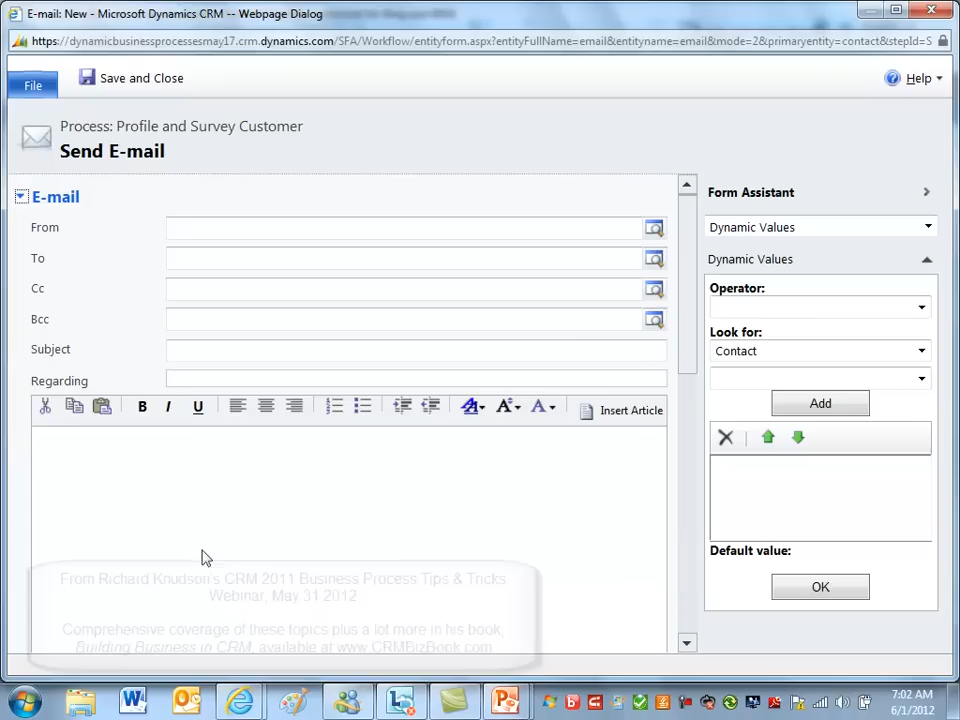 E-mail: New - Microsoft Dynamics CRM -- Webpage Dialog
https://dynamicbusinessprocessesmay17.crm.dynamics.com/SFA/Workflow/entityform.aspx?entityFullName=email&entityname=email&mode=2&primaryentity=contact&stepId=S
File
Save and Close
Help
Process: Profile and Survey Customer
Send E-mail
E-mail
From
To
Cc
Bcc
Subject
Regarding
B I U
A A A
Insert Article
Form Assistant
Dynamic Values
Dynamic Values
Operator:
Look for:
Contact
Add
Default value:
OK
From Richard Knudson's CRM 2011 Business Process Tips & Tricks
Webinar, May 31 2012
Comprehensive coverage of these topics plus a lot more in his book,
Building Business in CRM, available at www.CRMBizBook.com
7:02 AM
6/1/2012